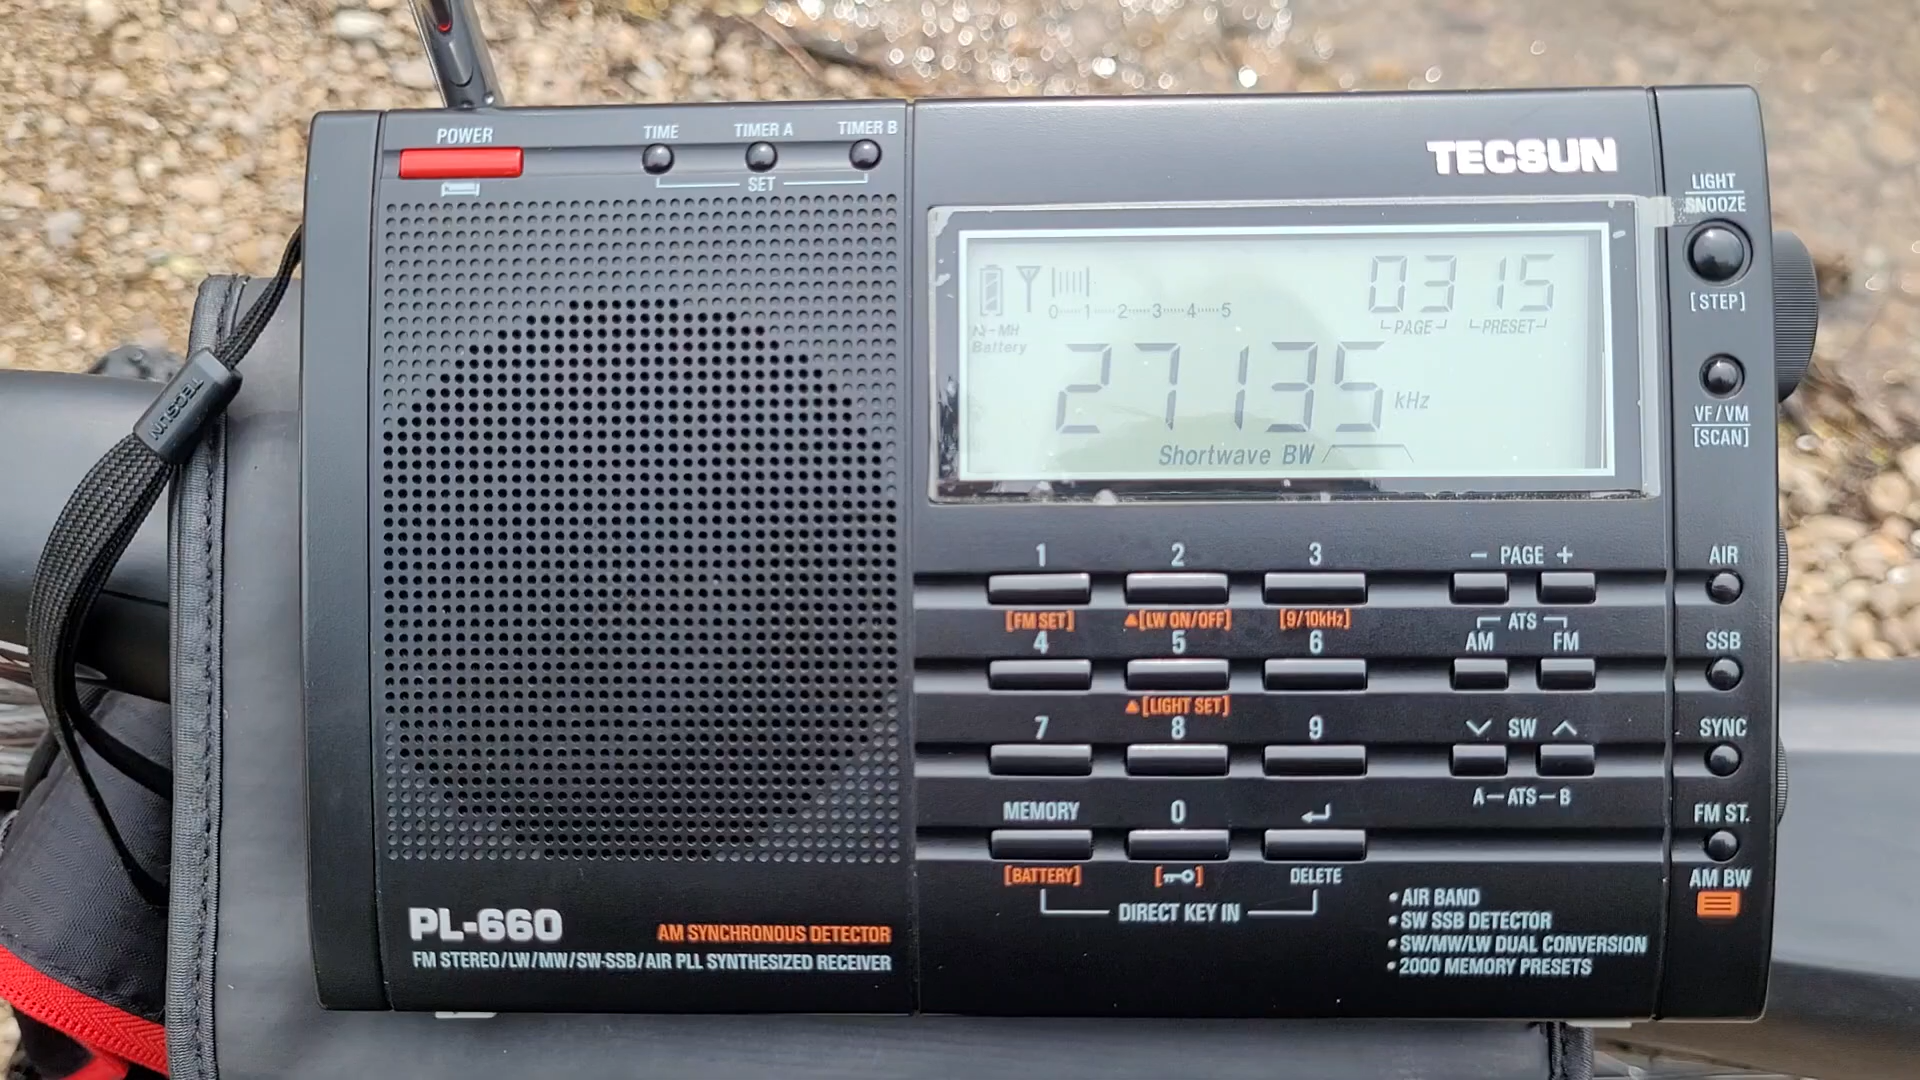 POWER
TIME TIMER A TIMER B
SET
TECSUN
LIGHT
SNOOZE
[STEP]
0315
PAGE PRESET
0 1 2 3 4 5
Ni-MH
Battery
27135 kHz
Shortwave BW
VF/VM
[SCAN]
TECSUN
1 2 3 - PAGE +
AIR
[FM SET] [LW ON/OFF] [9/10kHz] ATS
4 5 6 AM FM
SSB
[LIGHT SET]
7 8 9 SW
SYNC
A-ATS-B
MEMORY 0
FM ST.
[BATTERY] DELETE
AM BW
DIRECT KEY IN
• AIR BAND
• SW SSB DETECTOR
• SW/MW/LW DUAL CONVERSION
• 2000 MEMORY PRESETS
PL-660 AM SYNCHRONOUS DETECTOR
FM STEREO/LW/MW/SW-SSB/AIR PLL SYNTHESIZED RECEIVER